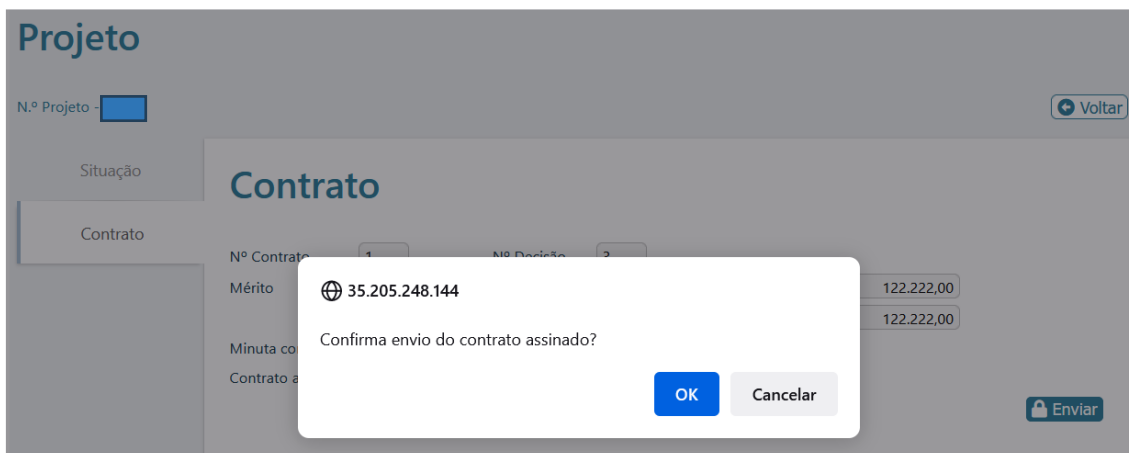 Projeto
N.º Projeto -
Voltar
Situação
Contrato
Contrato
Nº Contrato 1 Nº Decisão 3
Mérito 122.222,00
122.222,00
Minuta co
Contrato a
35.205.248.144
Confirma envio do contrato assinado?
OK Cancelar
Enviar